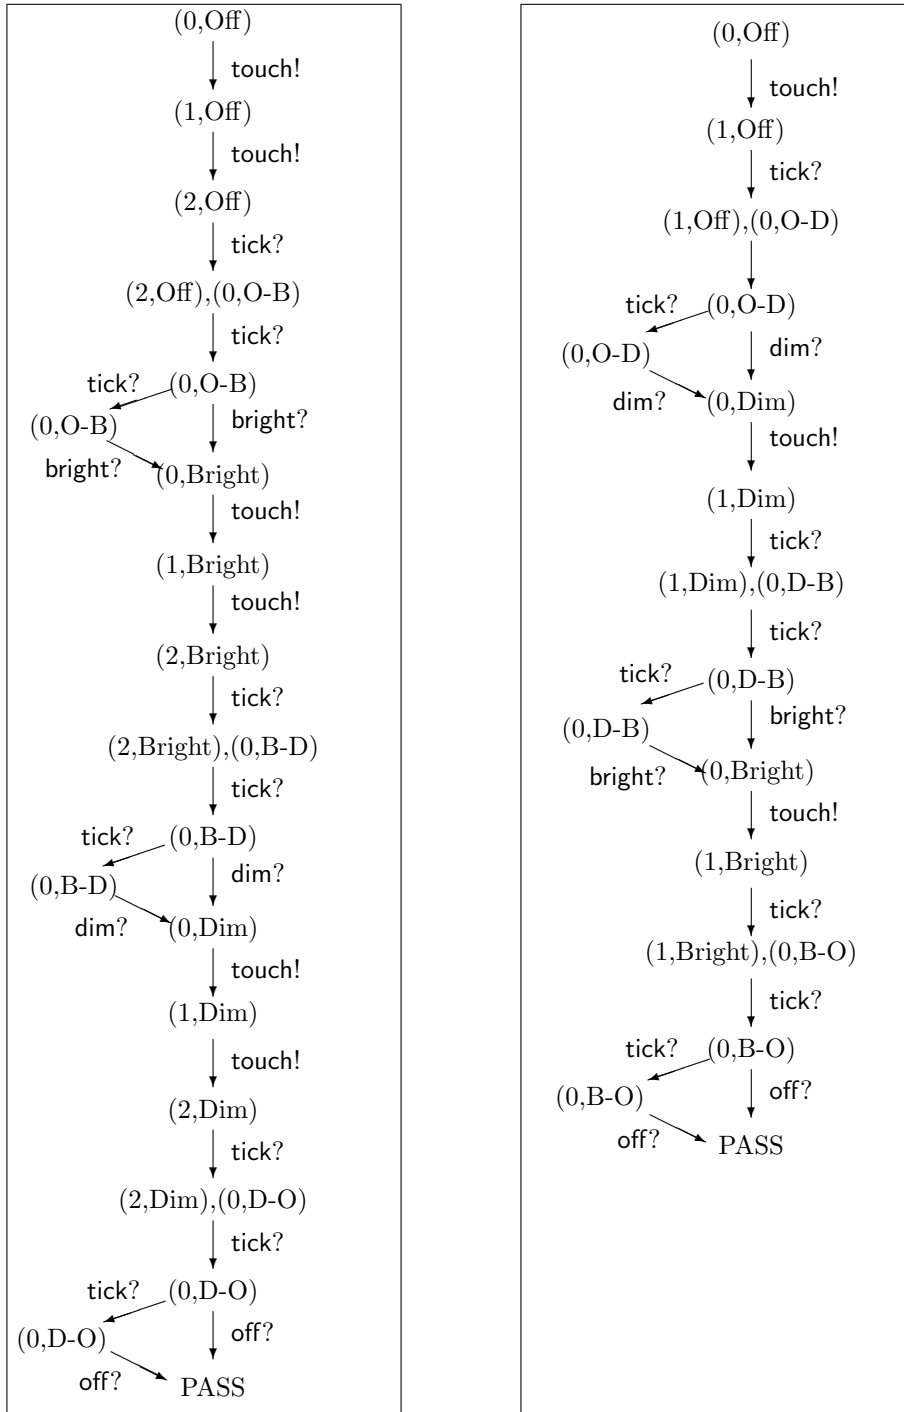 (0,Off)
touch!
(1,Off)
touch!
(2,Off)
tick?
(2,Off),(0,O-B)
tick?
(0,O-B)
tick?
bright?
(0,O-B)
bright?
(0,Bright)
touch!
(1,Bright)
touch!
(2,Bright)
tick?
(2,Bright),(0,B-D)
tick?
(0,B-D)
tick?
dim?
(0,B-D)
dim?
(0,Dim)
touch!
(1,Dim)
touch!
(2,Dim)
tick?
(2,Dim),(0,D-O)
tick?
(0,D-O)
tick?
off?
(0,D-O)
off?
PASS
(0,Off)
touch!
(1,Off)
tick?
(1,Off),(0,O-D)
tick? (0,O-D)
(0,O-D)
dim?
dim?
(0,Dim)
touch!
(1,Dim)
tick?
(1,Dim),(0,D-B)
tick?
tick?
(0,D-B)
(0,D-B)
bright?
bright?
(0,Bright)
touch!
(1,Bright)
tick?
(1,Bright),(0,B-O)
tick?
tick?
(0,B-O)
(0,B-O)
off?
off?
PASS